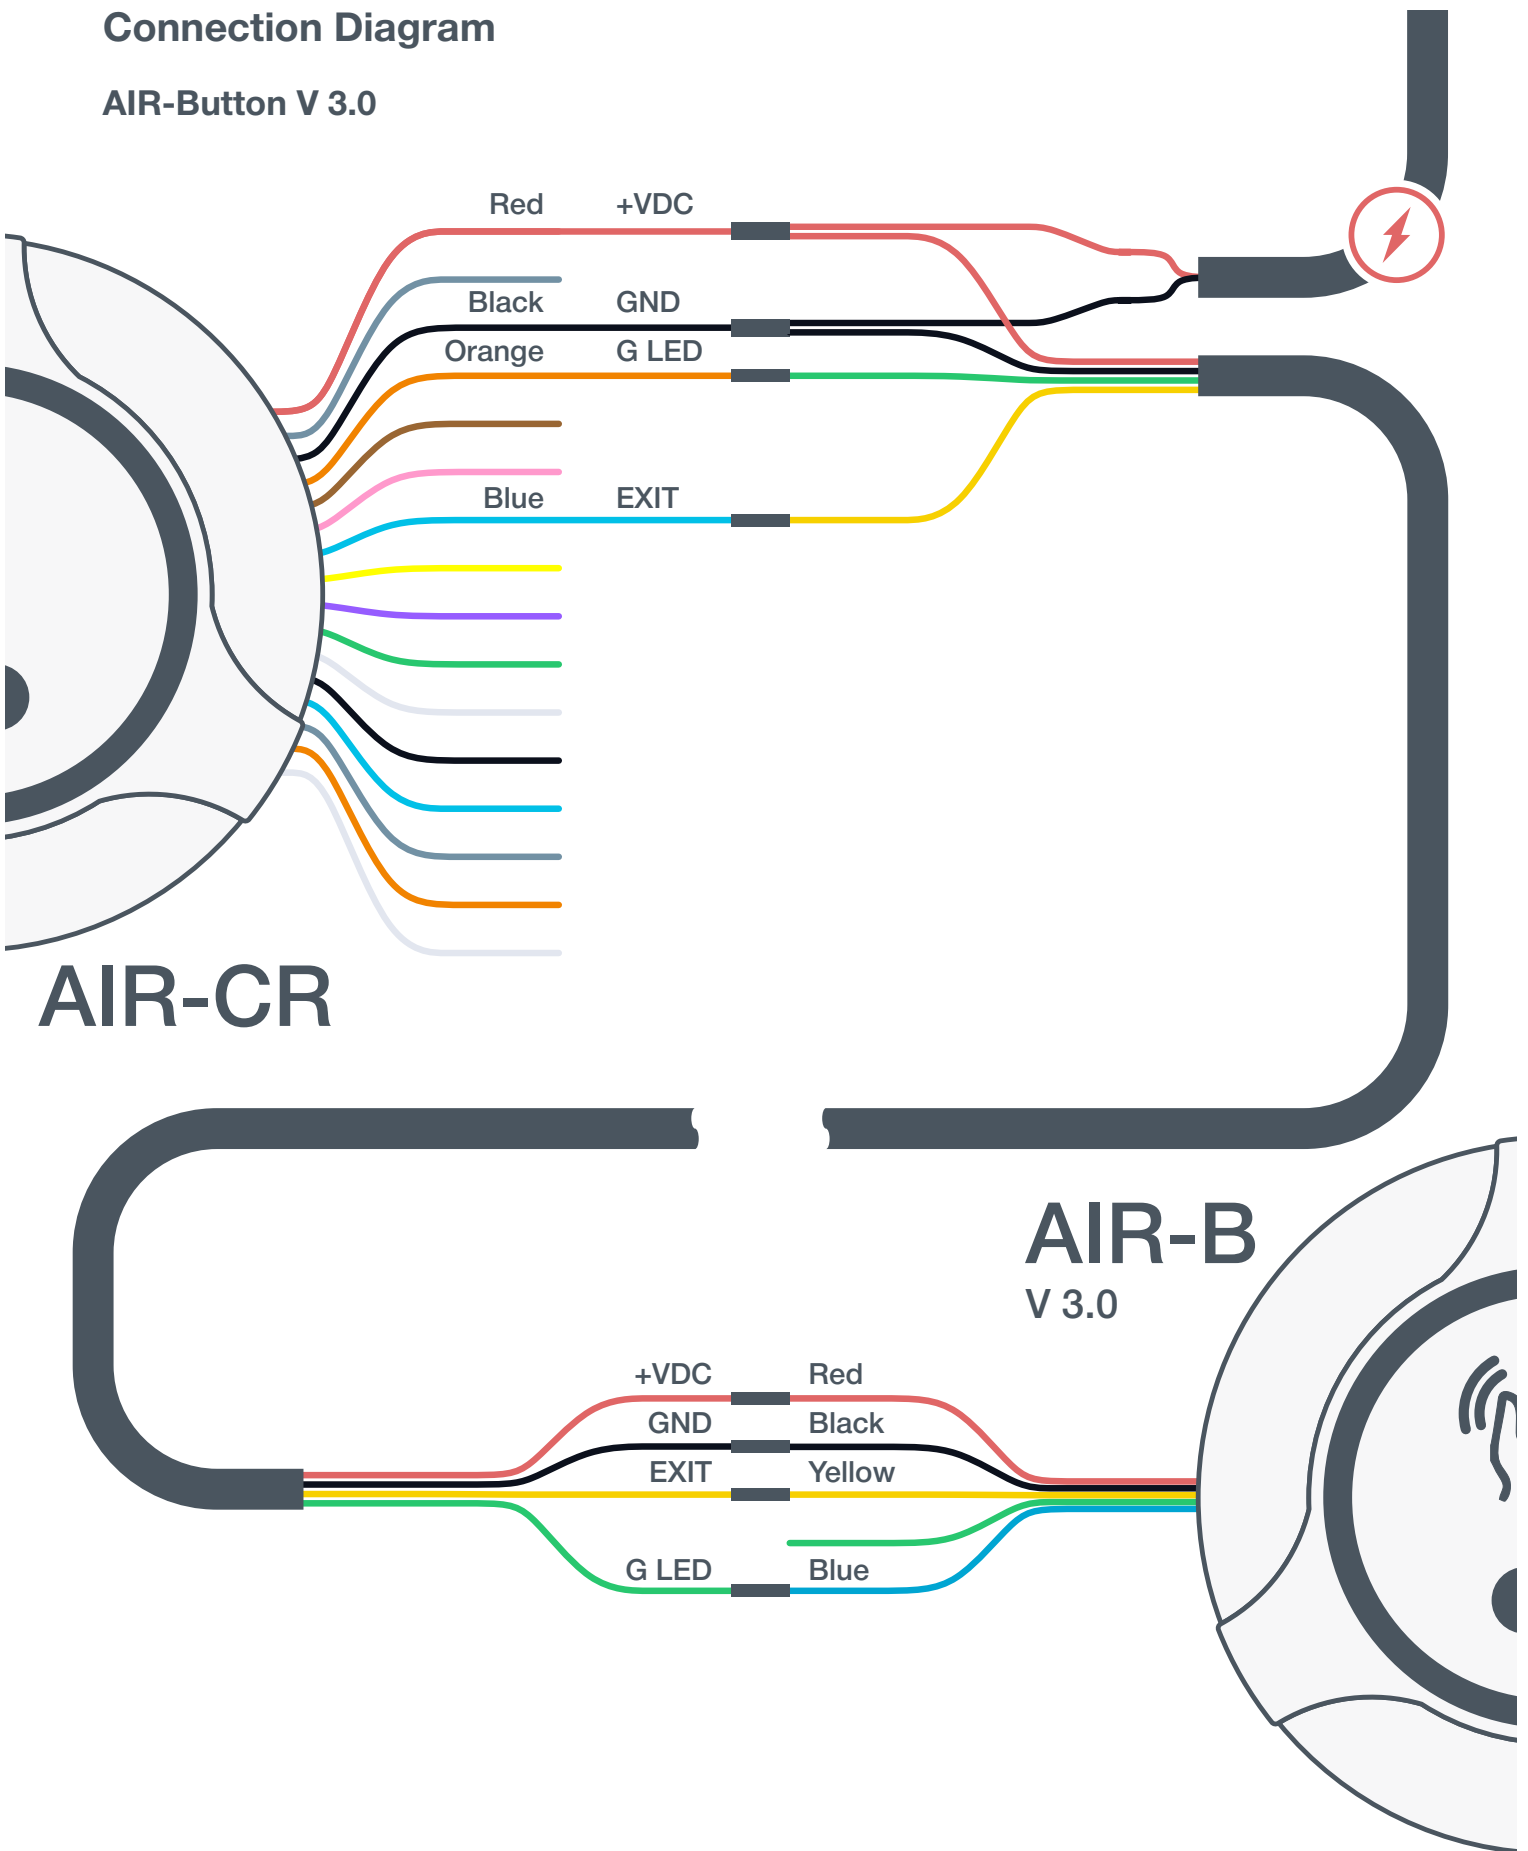 Connection Diagram
AIR-Button V 3.0
Red +VDC
Black GND
Orange G LED
Blue EXIT
AIR-CR
AIR-B
V 3.0
+VDC Red
GND Black
EXIT Yellow
G LED Blue